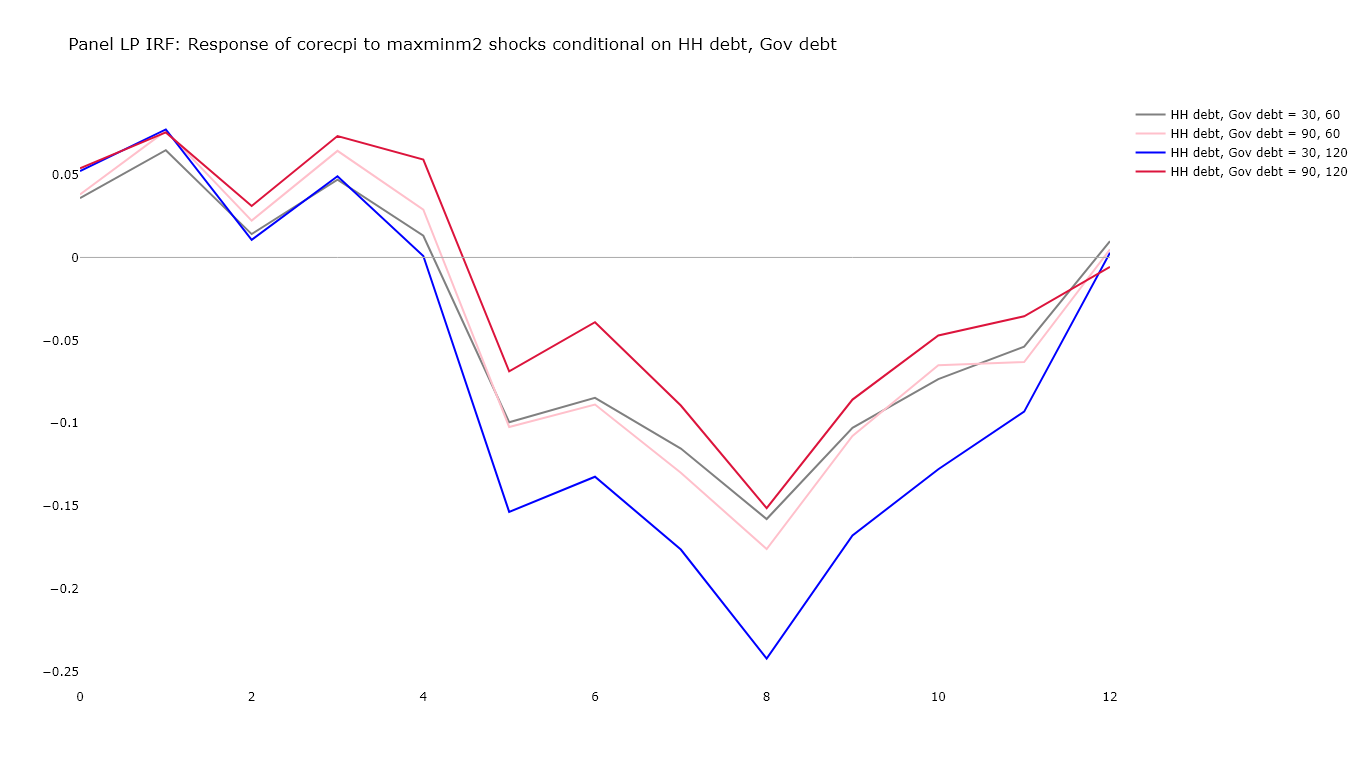 Panel LP IRF: Response of corecpi to maxminm2 shocks conditional on HH debt, Gov debt
HH debt, Gov debt = 30, 60
HH debt, Gov debt = 90, 60
HH debt, Gov debt = 30, 120
HH debt, Gov debt = 90, 120
0.05
0
−0.05
−0.1
−0.15
−0.2
−0.25
0 2 4 6 8 10 12